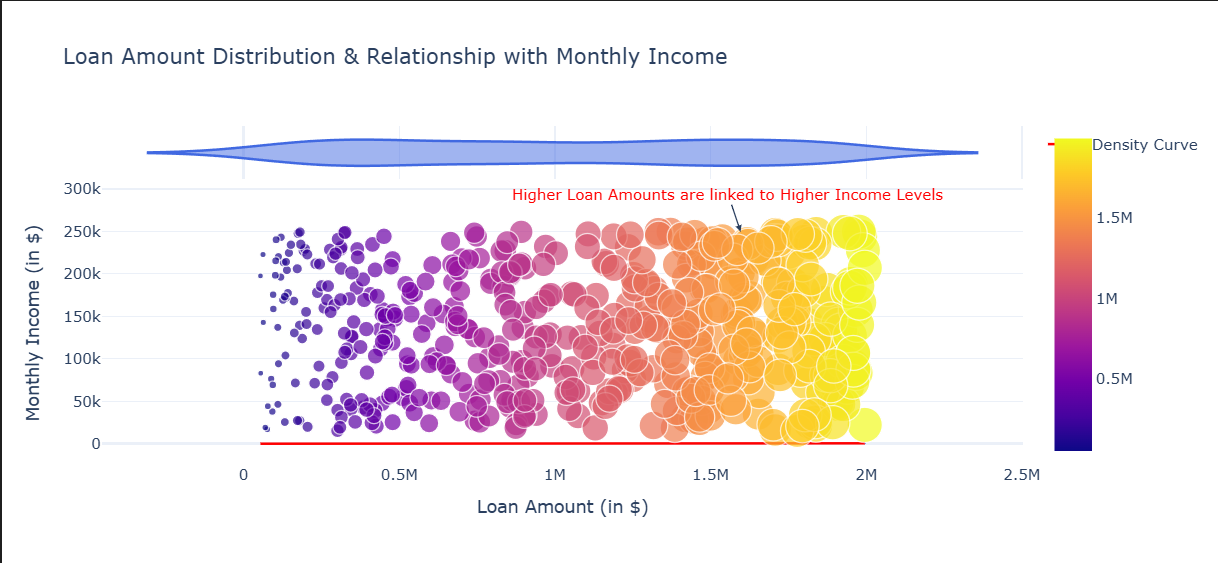 Loan Amount Distribution & Relationship with Monthly Income
Density Curve
300k
Higher Loan Amounts are linked to Higher Income Levels
250k
200k
150k
100k
50k
0
Monthly Income (in $)
1.5M
1M
0.5M
0
0.5M
1M
1.5M
2M
2.5M
Loan Amount (in $)